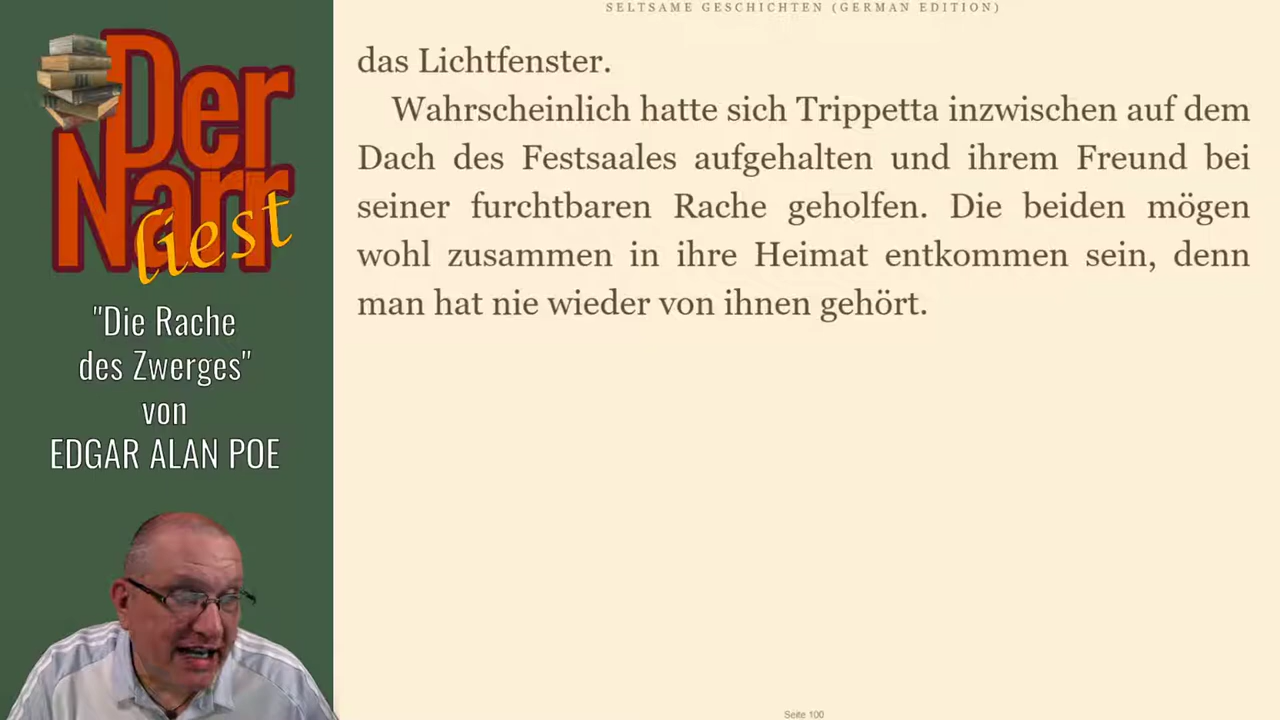 SELTSAME GESCHICHTEN (GERMAN EDITION)
Der
Narr
liest
"Die Rache
des Zwerges"
von
EDGAR ALAN POE
das Lichtfenster.
Wahrscheinlich hatte sich Trippetta inzwischen auf dem
Dach des Festsaales aufgehalten und ihrem Freund bei
seiner furchtbaren Rache geholfen. Die beiden mögen
wohl zusammen in ihre Heimat entkommen sein, denn
man hat nie wieder von ihnen gehört.
Seite 100